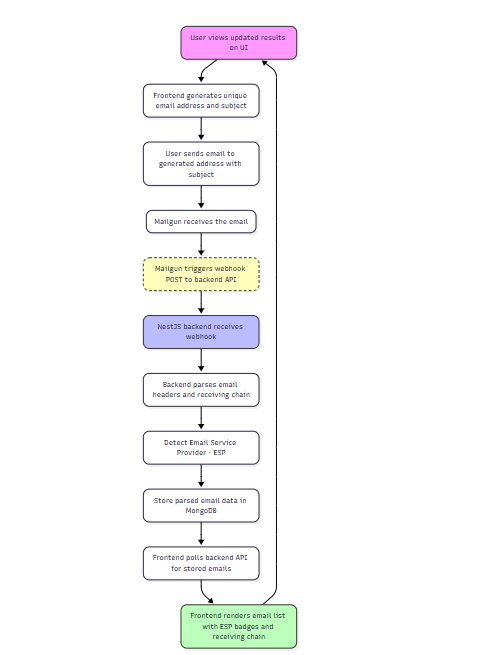 User views updated results
on UI
Frontend generates unique
email address and subject
User sends email to
generated address with
subject
Mailgun receives the email
Mailgun triggers webhook
POST to backend API
NestJS backend receives
webhook
Backend parses email
headers and receiving chain
Detect Email Service
Provider - ESP
Store parsed email data in
MongoDB
Frontend polls backend API
for stored emails
Frontend renders email list
with ESP badges and
receiving chain